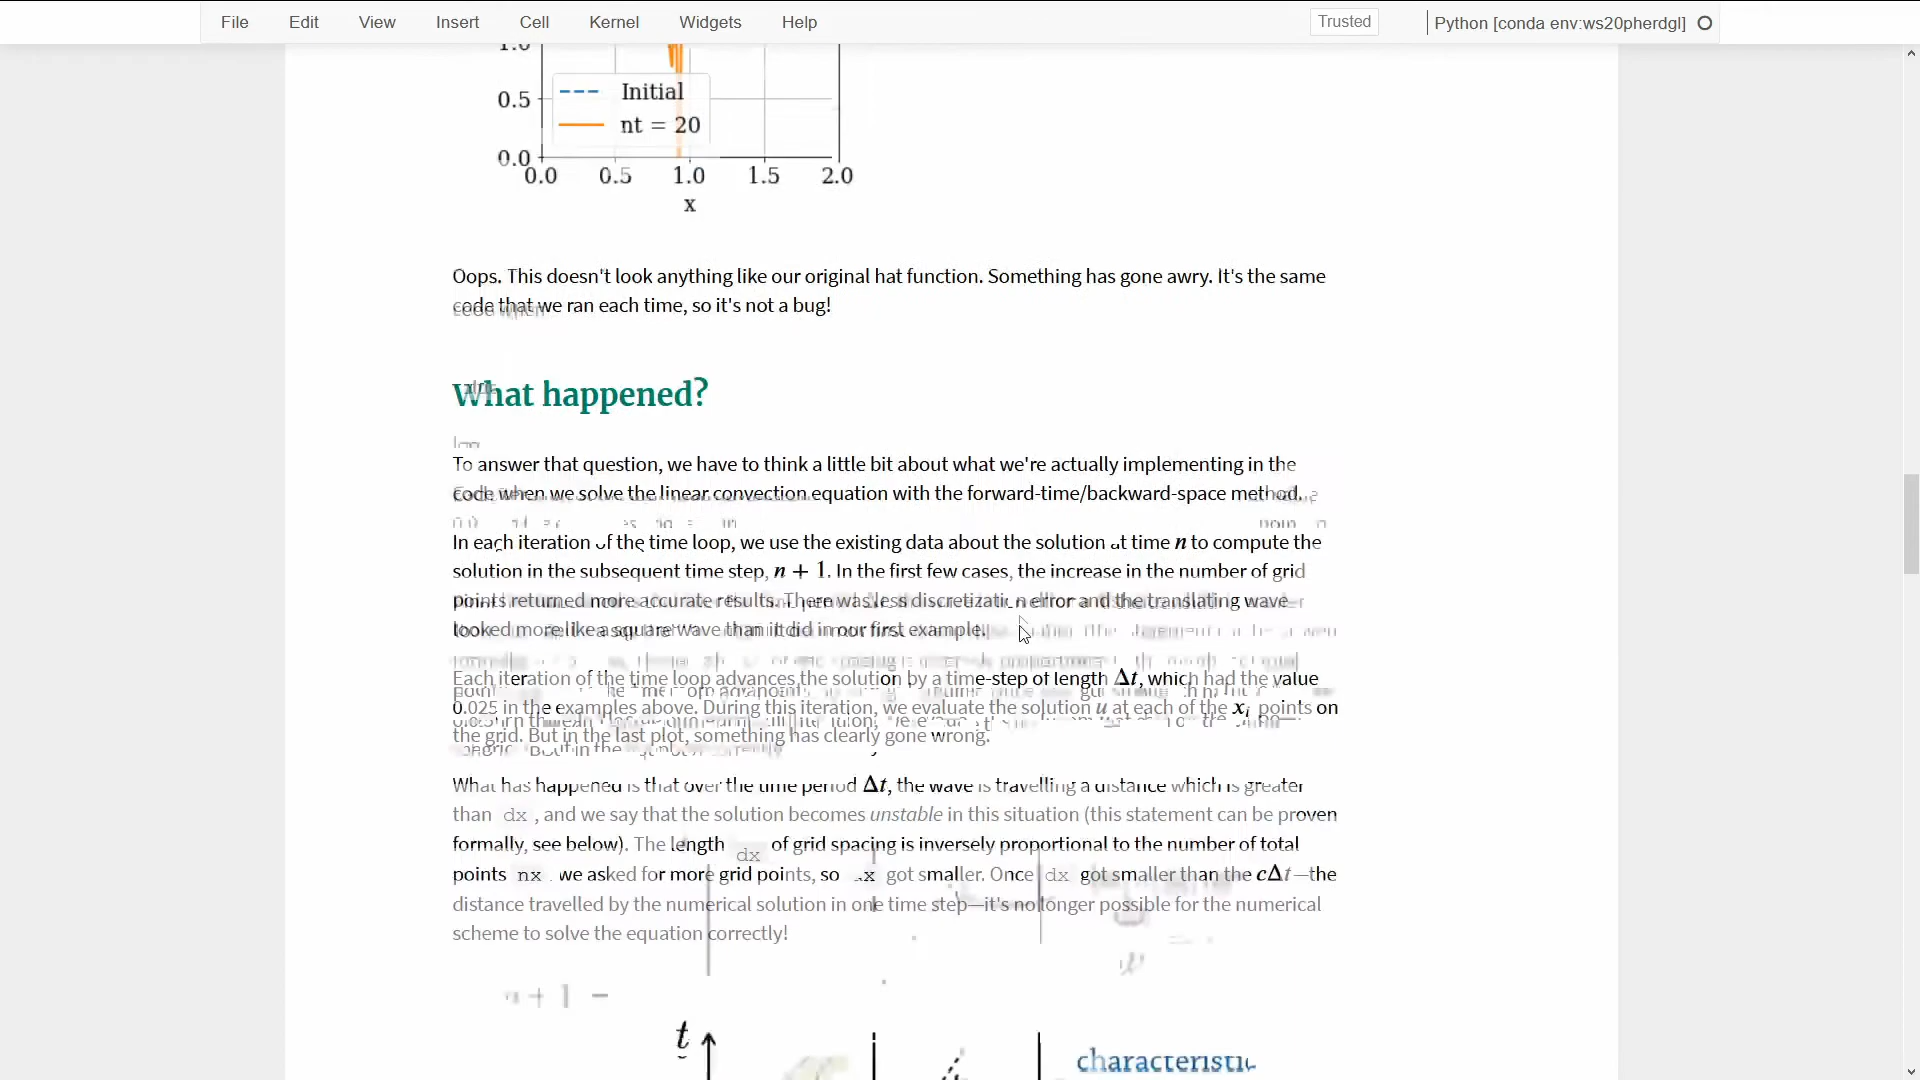 File Edit View Insert Cell Kernel Widgets Help Trusted Python [conda env:ws20pherdgl]
1.0
Initial
0.5
nt = 20
0.0
0.0 0.5 1.0 1.5 2.0
x
Oops. This doesn't look anything like our original hat function. Something has gone awry. It's the same
code that we ran each time, so it's not a bug!
What happened?
To answer that question, we have to think a little bit about what we're actually implementing in the
code when we solve the linear convection equation with the forward-time/backward-space method.
In each iteration of the time loop, we use the existing data about the solution at time n to compute the
solution in the subsequent time step, n + 1. In the first few cases, the increase in the number of grid
points returned more accurate results. There was less discretization error and the translating wave
looked more like a square wave than it did in our first example.
Each iteration of the time loop advances the solution by a time-step of length Δt, which had the value
0.025 in the examples above. During this iteration, we evaluate the solution u at each of the xᵢ points on
the grid. But in the last plot, something has clearly gone wrong.
What has happened is that over the time period Δt, the wave is travelling a distance which is greater
than dx , and we say that the solution becomes unstable in this situation (this statement can be proven
formally, see below). The length dx of grid spacing is inversely proportional to the number of total
points nx we asked for more grid points, so dx got smaller. Once dx got smaller than the cΔt—the
distance travelled by the numerical solution in one time step—it's no longer possible for the numerical
scheme to solve the equation correctly!
n + 1
t
characteristic